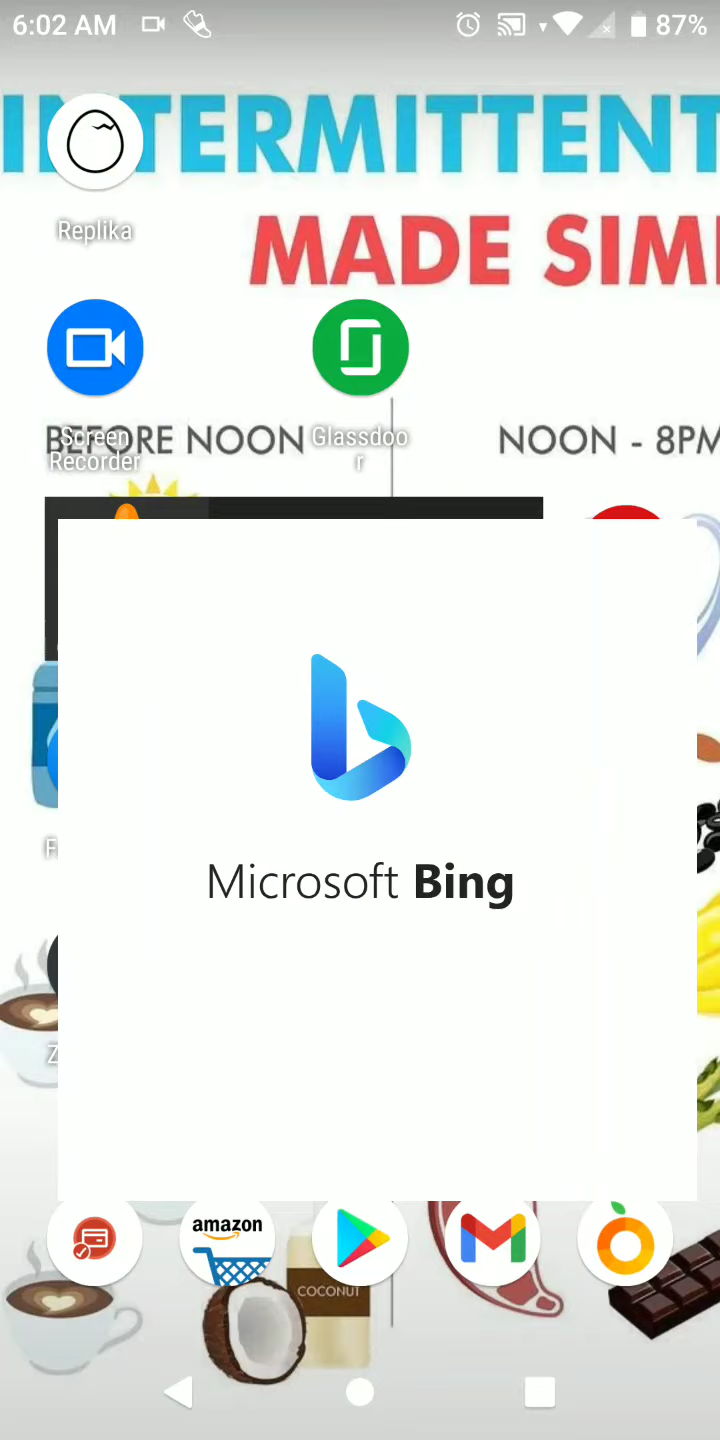 6:02 AM 87%
INTERMITTENT
MADE SIM
Replika
BEFORE NOON
NOON - 8PM
Screen
Recorder
Glassdoo
r
F
Microsoft Bing
Z
amazon
COCONUT